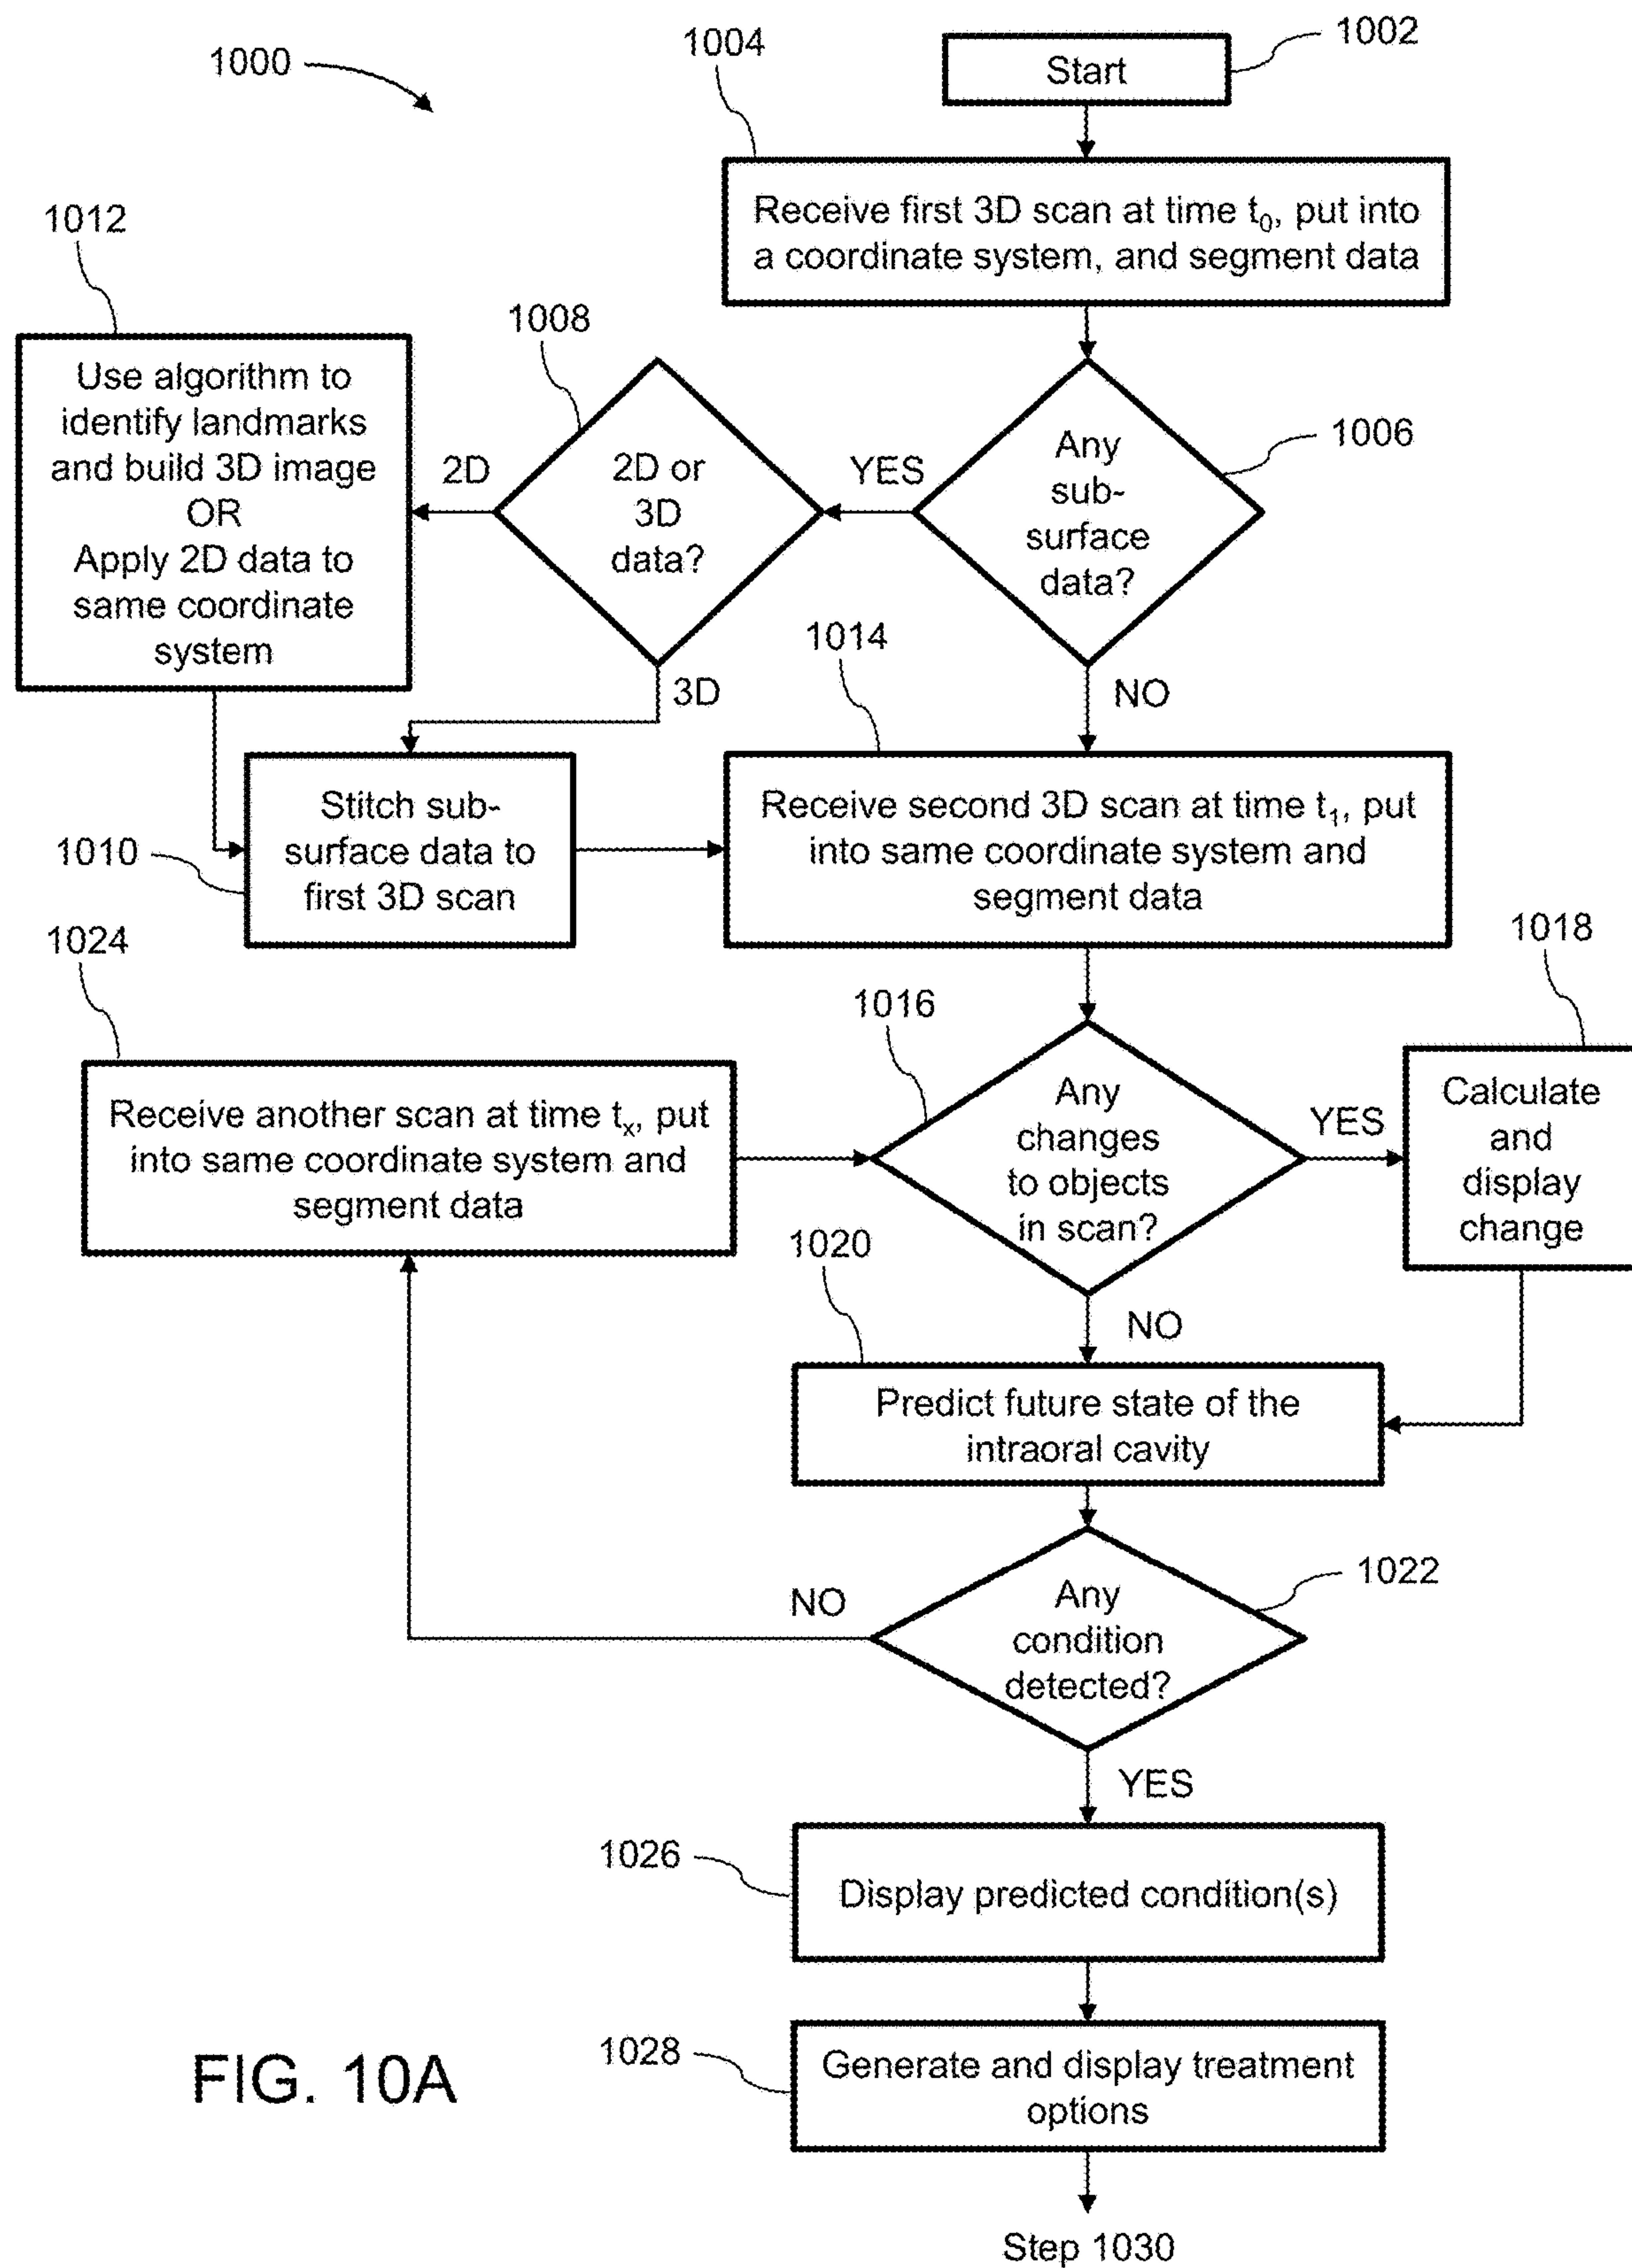 1000
1002
Start
1004
Receive first 3D scan at time t0, put into
a coordinate system, and segment data
1006
Any
sub-
surface
data?
YES
NO
1008
2D or
3D
data?
2D
3D
1012
Use algorithm to
identify landmarks
and build 3D image
OR
Apply 2D data to
same coordinate
system
1010
Stitch sub-
surface data to
first 3D scan
1014
Receive second 3D scan at time t1, put
into same coordinate system and
segment data
1016
Any
changes
to objects
in scan?
YES
NO
1018
Calculate
and
display
change
1024
Receive another scan at time tx, put
into same coordinate system and
segment data
1020
Predict future state of the
intraoral cavity
1022
Any
condition
detected?
NO
YES
1026
Display predicted condition(s)
1028
Generate and display treatment
options
Step 1030
FIG. 10A